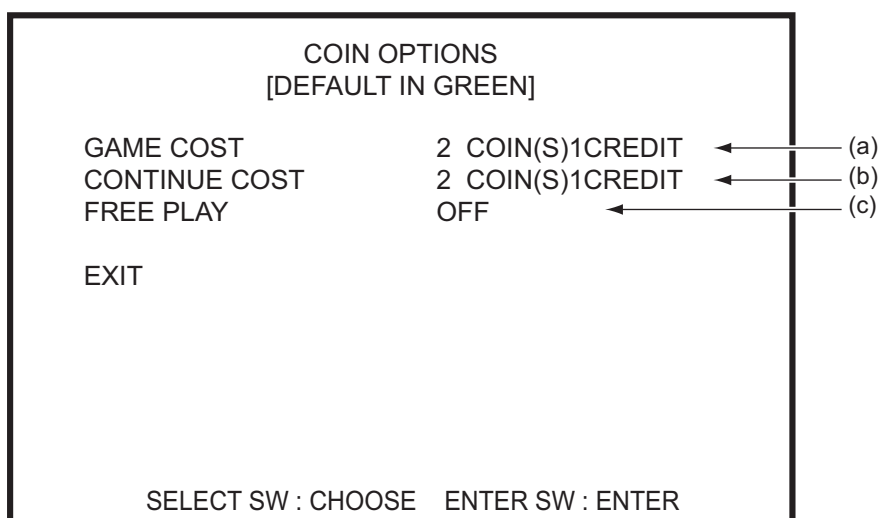 COIN OPTIONS
[DEFAULT IN GREEN]
GAME COST 2 COIN(S)1CREDIT (a)
CONTINUE COST 2 COIN(S)1CREDIT (b)
FREE PLAY OFF (c)
EXIT
SELECT SW : CHOOSE ENTER SW : ENTER